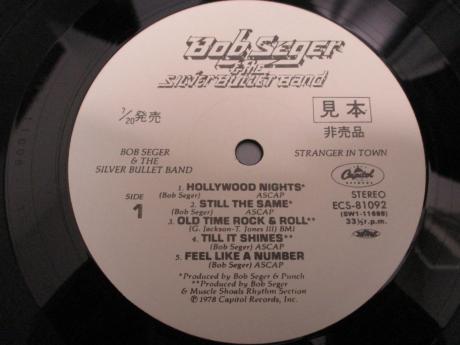 Bob Seger
& the
Silver Bullet Band
7/20発売
見本
非売品
BOB SEGER
& THE
SILVER BULLET BAND
STRANGER IN TOWN
Capitol
RECORDS
SIDE
1
STEREO
ECS-81092
(SW1-11698)
33⅓ r.p.m.
1. HOLLYWOOD NIGHTS*
(Bob Seger) ASCAP
2. STILL THE SAME*
(Bob Seger) ASCAP
3. OLD TIME ROCK & ROLL**
(G. Jackson-T. Jones III) BMI
4. TILL IT SHINES**
(Bob Seger) ASCAP
5. FEEL LIKE A NUMBER
(Bob Seger) ASCAP
*Produced by Bob Seger & Punch
**Produced by Bob Seger
& Muscle Shoals Rhythm Section
℗ 1978 Capitol Records, Inc.